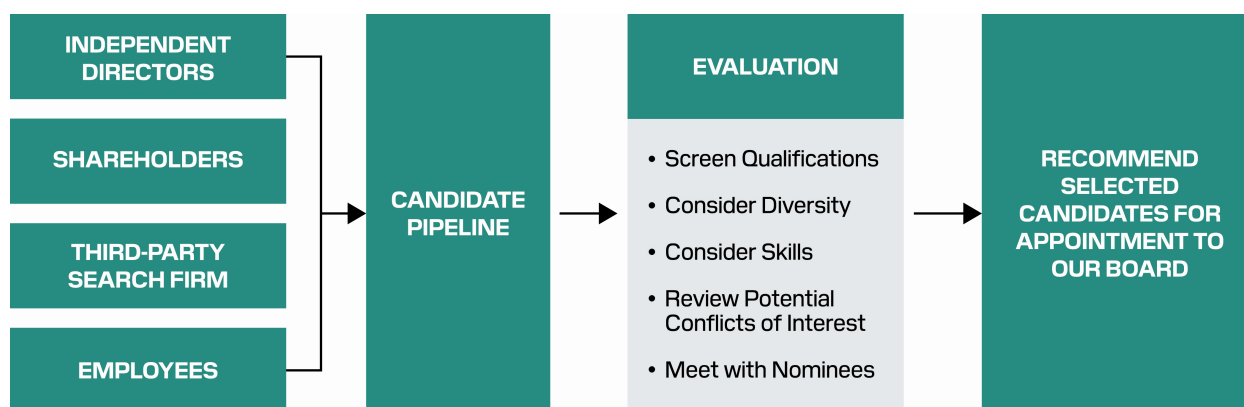 INDEPENDENT
DIRECTORS
SHAREHOLDERS
THIRD-PARTY
SEARCH FIRM
EMPLOYEES
CANDIDATE
PIPELINE
EVALUATION
• Screen Qualifications
• Consider Diversity
• Consider Skills
• Review Potential
Conflicts of Interest
• Meet with Nominees
RECOMMEND
SELECTED
CANDIDATES FOR
APPOINTMENT TO
OUR BOARD